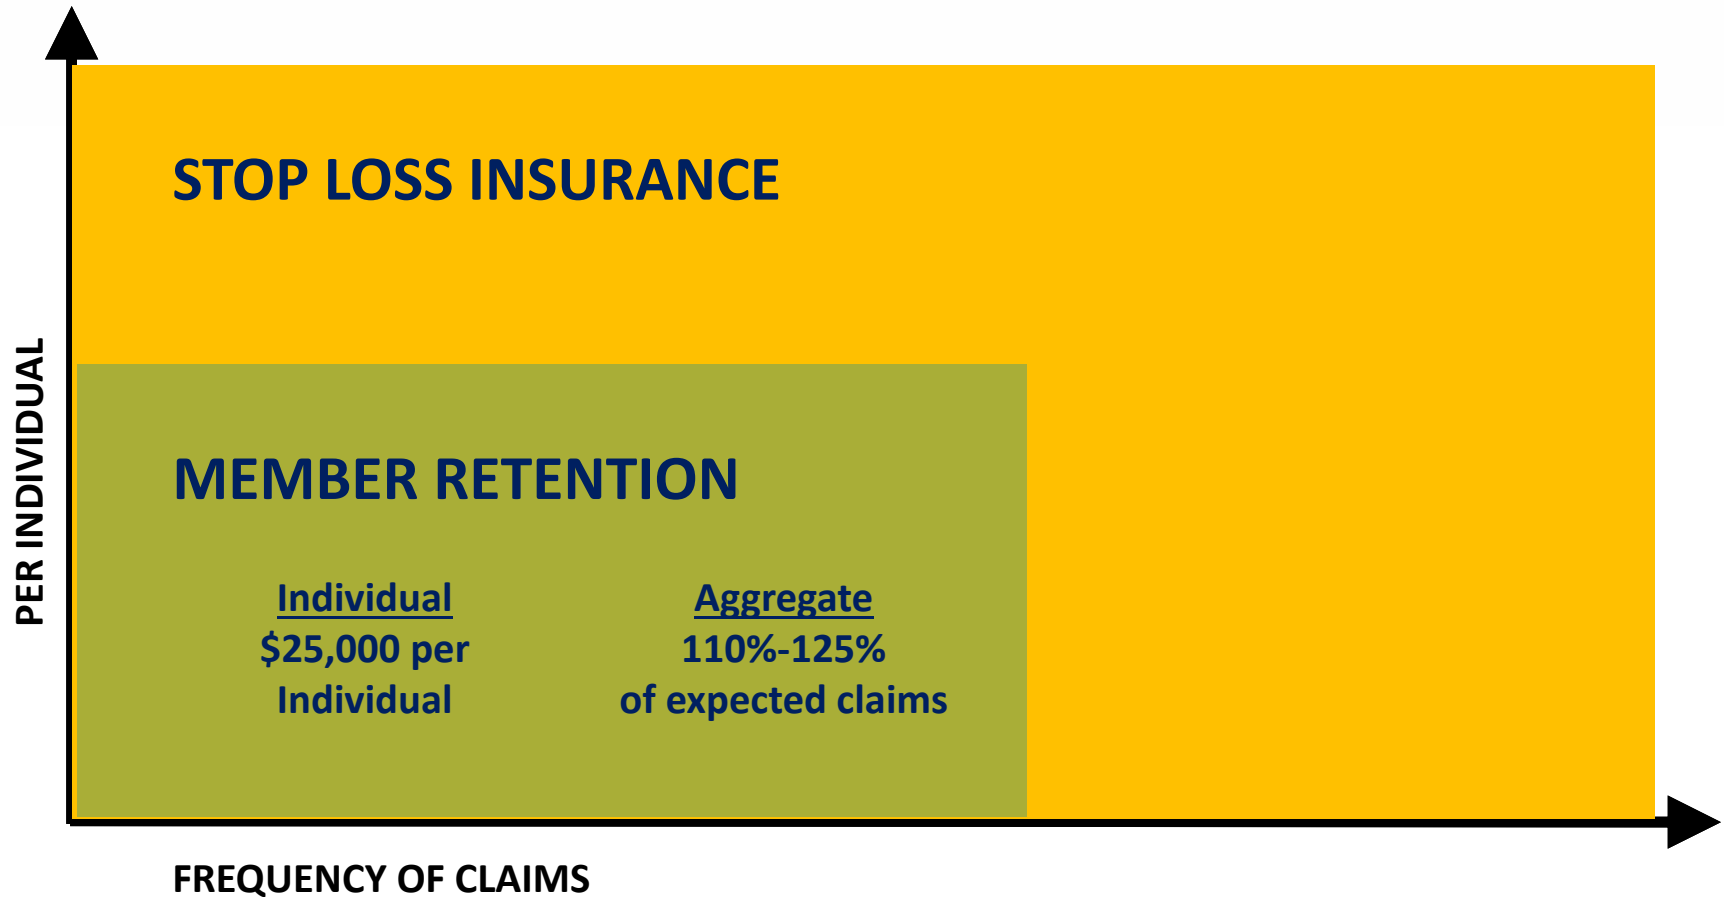 STOP LOSS INSURANCE
PER INDIVIDUAL
MEMBER RETENTION
Individual
$25,000 per
Individual
Aggregate
110%-125%
of expected claims
FREQUENCY OF CLAIMS